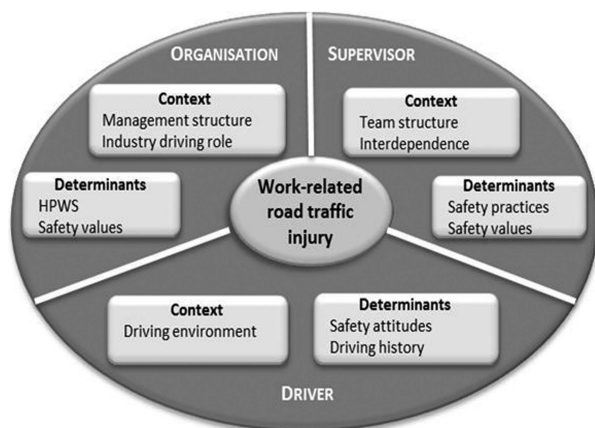 ORGANISATION
Context
Management structure
Industry driving role
Determinants
HPWS
Safety values
SUPERVISOR
Context
Team structure
Interdependence
Determinants
Safety practices
Safety values
Work-related
road traffic
injury
Context
Driving environment
Determinants
Safety attitudes
Driving history
DRIVER